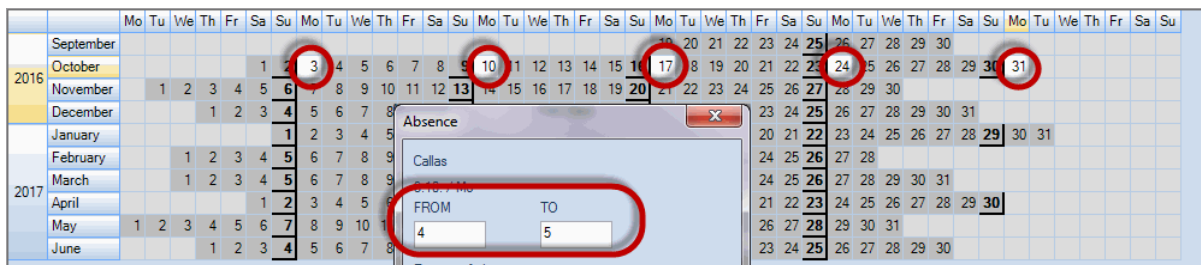 Mo Tu We Th Fr Sa Su Mo Tu We Th Fr Sa Su Mo Tu We Th Fr Sa Su Mo Tu We Th Fr Sa Su Mo Tu We Th Fr Sa Su Mo Tu We Th Fr Sa Su
2016
September 19 20 21 22 23 24 25 26 27 28 29 30
October 1 2 3 4 5 6 7 8 9 10 11 12 13 14 15 16 17 18 19 20 21 22 23 24 25 26 27 28 29 30 31
November 1 2 3 4 5 6 7 8 9 10 11 12 13 14 15 16 17 18 19 20 21 22 23 24 25 26 27 28 29 30
December 1 2 3 4 5 6 7 8 23 24 25 26 27 28 29 30 31
2017
January 1 2 3 4 5 20 21 22 23 24 25 26 27 28 29 30 31
February 1 2 3 4 5 6 7 8 9 24 25 26 27 28
March 1 2 3 4 5 6 7 8 9 24 25 26 27 28 29 30 31
April 1 2 3 4 5 21 22 23 24 25 26 27 28 29 30
May 1 2 3 4 5 6 7 8 9 10 26 27 28 29 30 31
June 1 2 3 4 5 6 7 8 23 24 25 26 27 28 29 30
Absence
Callas
FROM TO
4 5